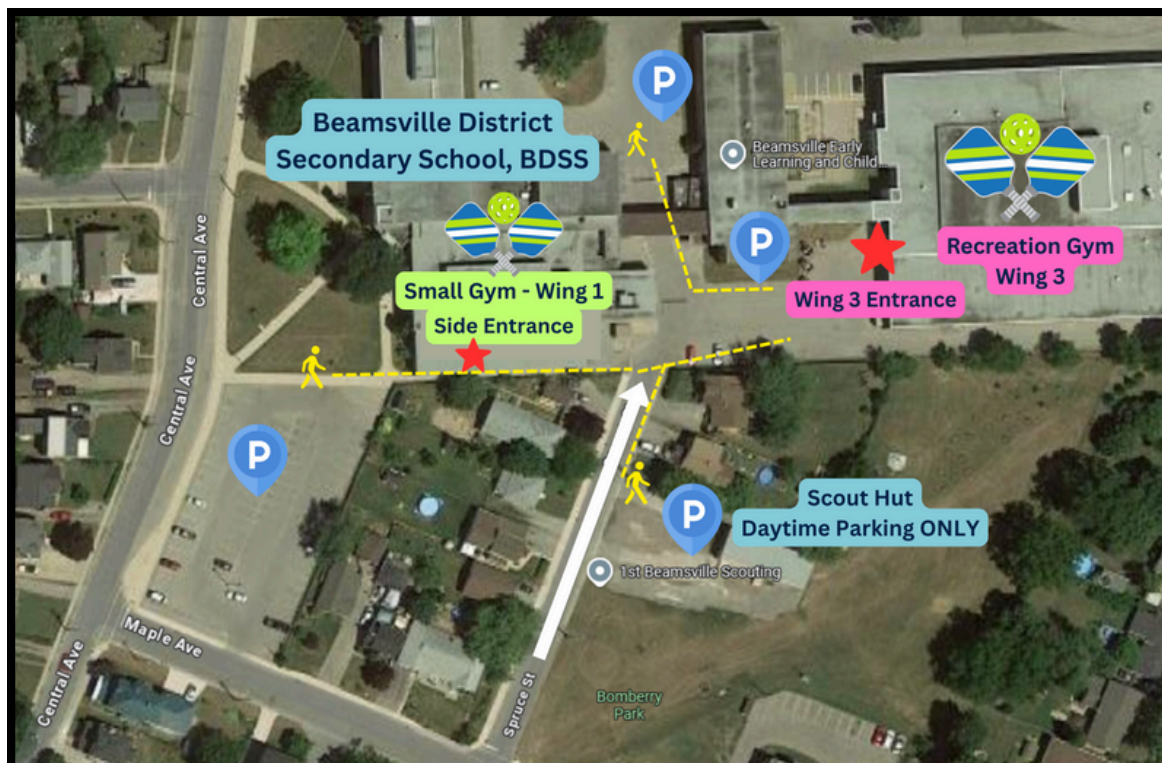 Beamsville District
Secondary School, BDSS
P
Beamsville Early
Learning and Child...
Central Ave
Central Ave
Small Gym - Wing 1
Side Entrance
P
Wing 3 Entrance
Recreation Gym
Wing 3
Central Ave
P
P
Scout Hut
Daytime Parking ONLY
1st Beamsville Scouting
Maple Ave
Central Ave
Spruce St
Bomberry
Park